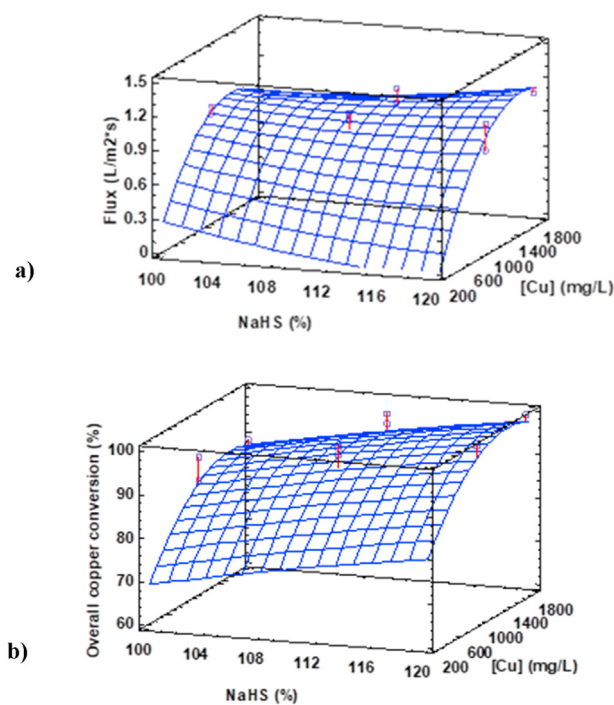 1.5
1.2
0.9
0.6
0.3
0
Flux (L/m2*s)
a)
100 104 108 112 116 120
NaHS (%)
200 600 1000 1400 1800
[Cu] (mg/L)
100
90
80
70
60
Overall copper conversion (%)
b)
100 104 108 112 116 120
NaHS (%)
200 600 1000 1400 1800
[Cu] (mg/L)